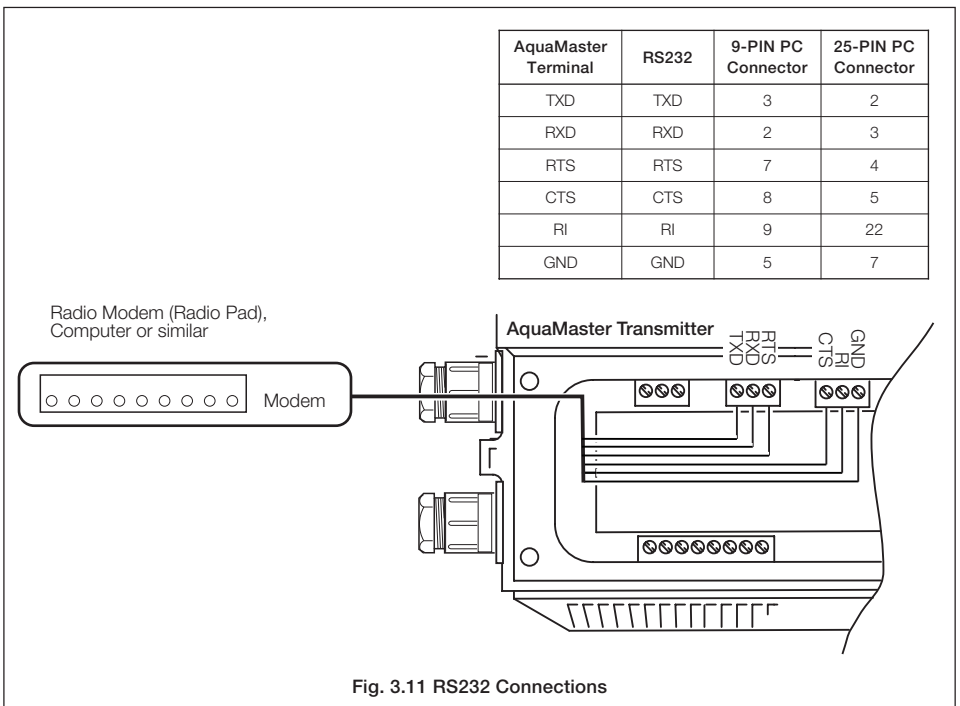 AquaMaster Terminal RS232 9-PIN PC Connector 25-PIN PC Connector
TXD TXD 3 2
RXD RXD 2 3
RTS RTS 7 4
CTS CTS 8 5
RI RI 9 22
GND GND 5 7
Radio Modem (Radio Pad),
Computer or similar
Modem
AquaMaster Transmitter
TXD
RXD
RTS
CTS
RI
GND
Fig. 3.11 RS232 Connections